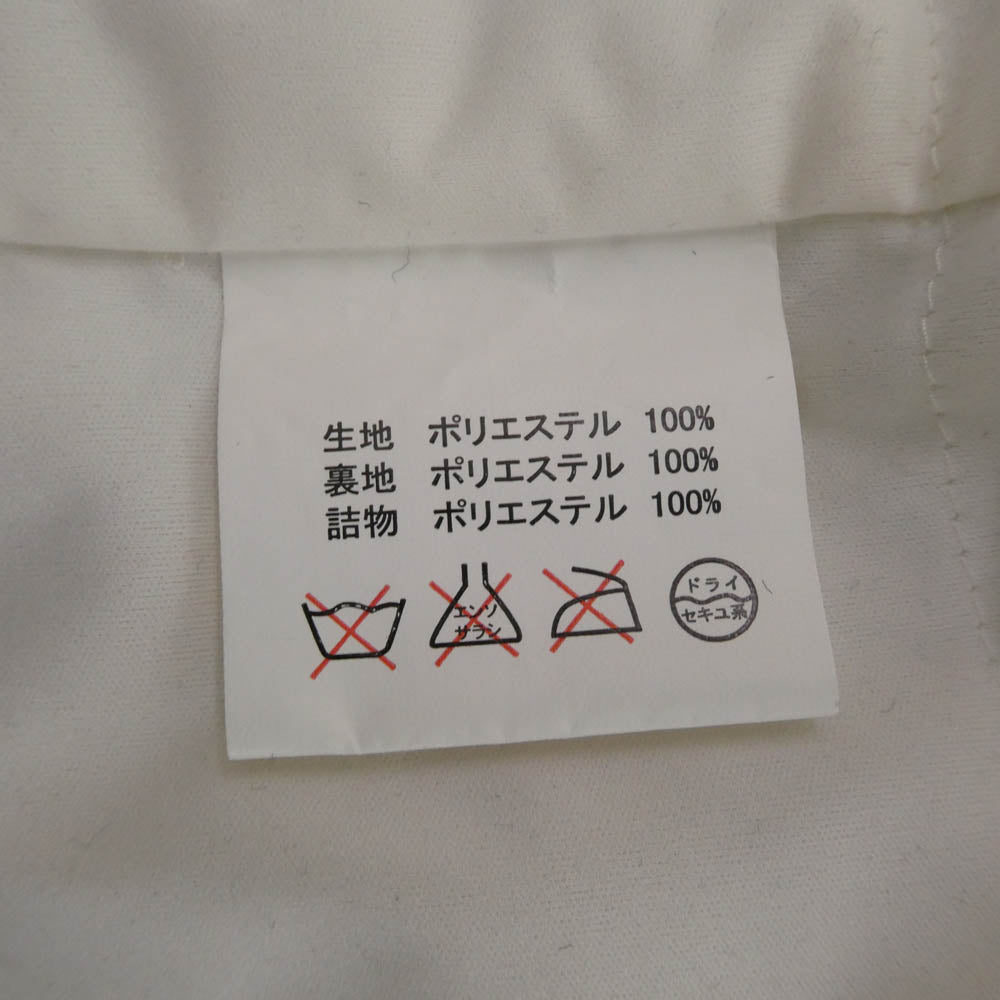 生地 ポリエステル 100%
裏地 ポリエステル 100%
詰物 ポリエステル 100%
エンソ
サラシ
ドライ
セキユ系